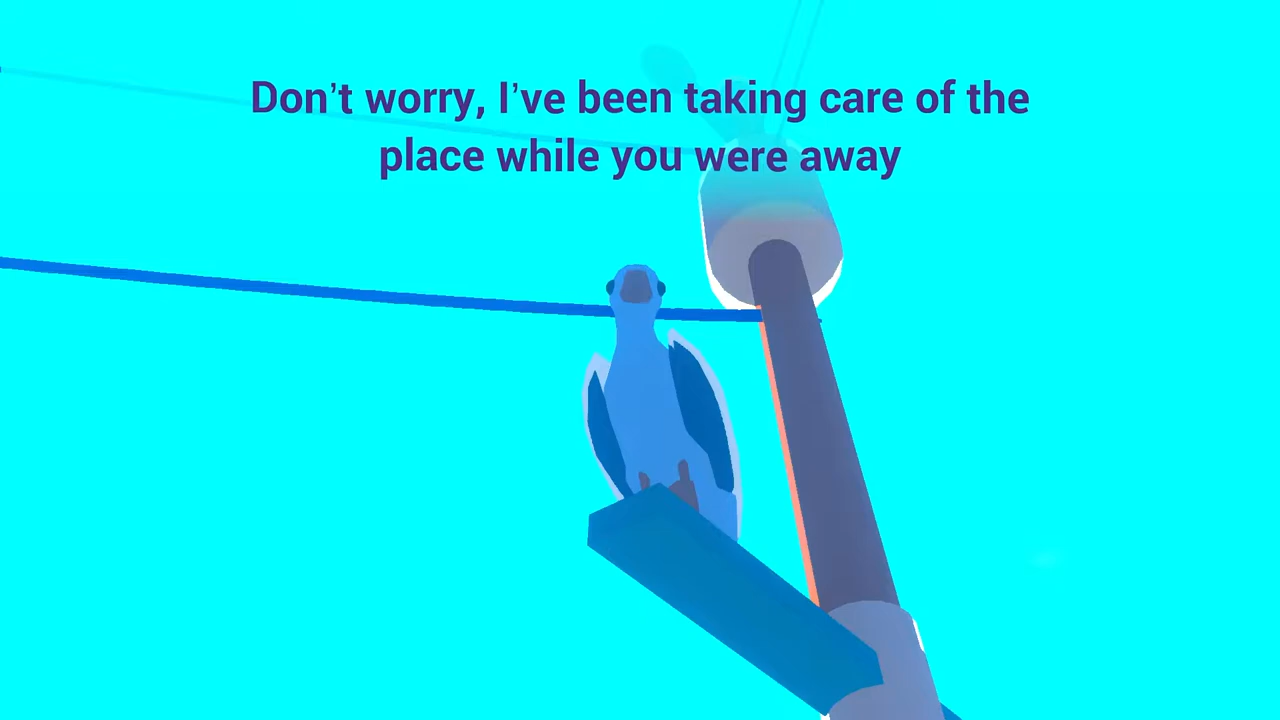 Don’t worry, I’ve been taking care of the
place while you were away